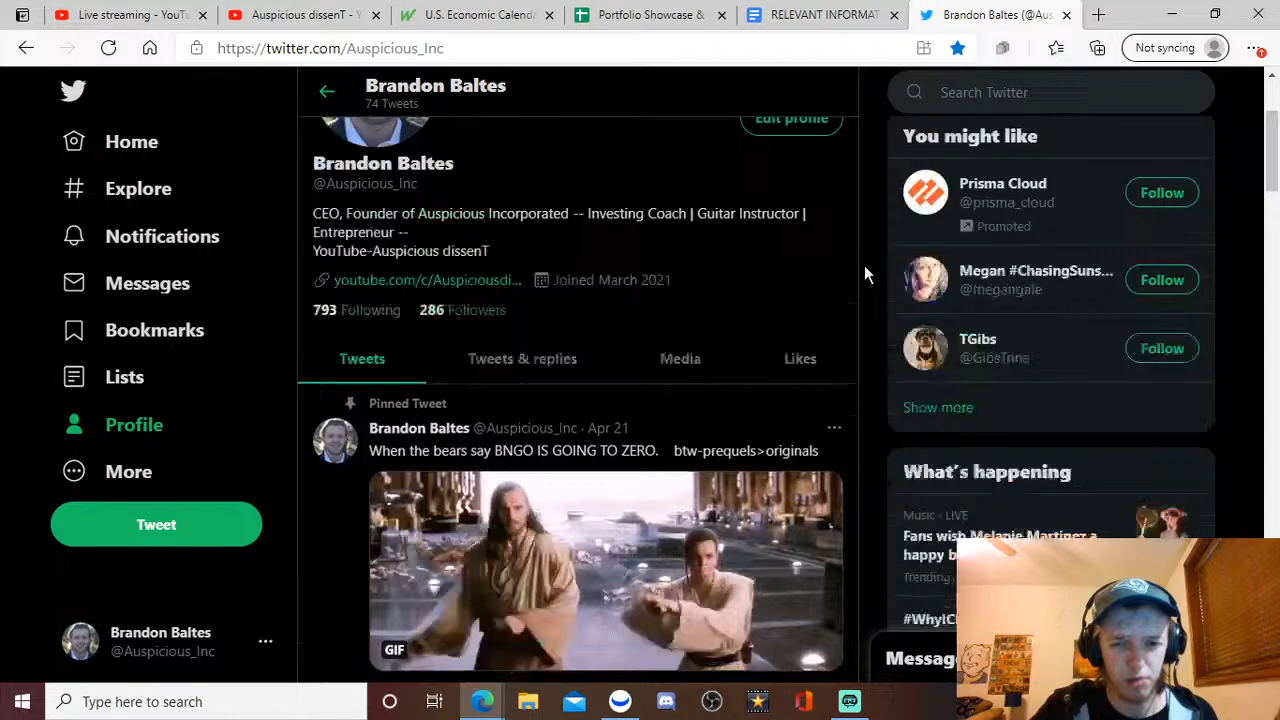 Live streaming - YouTu
Auspicious dissenT - Y
U.S. Economic Calenda
Portfolio Showcase &
RELEVANT INFORMAT
Brandon Baltes (@Aus
https://twitter.com/Auspicious_Inc
Not syncing
Brandon Baltes
74 Tweets
Search Twitter
Home
Explore
Notifications
Messages
Bookmarks
Lists
Profile
More
Tweet
Brandon Baltes
@Auspicious_Inc
Edit profile
Brandon Baltes
@Auspicious_Inc
CEO, Founder of Auspicious Incorporated -- Investing Coach | Guitar Instructor |
Entrepreneur --
YouTube-Auspicious dissenT
youtube.com/c/Auspiciousdi... Joined March 2021
793 Following 286 Followers
Tweets Tweets & replies Media Likes
Pinned Tweet
Brandon Baltes @Auspicious_Inc · Apr 21
When the bears say BNGO IS GOING TO ZERO. btw-prequels>originals
GIF
You might like
Prisma Cloud
@prisma_cloud
Promoted
Follow
Megan #ChasingSuns...
@megangale
Follow
TGibs
Follow
Show more
What's happening
Music · LIVE
Fans wish Melanie Martinez a
happy b
Trending
#WhyIC
Messag
Type here to search